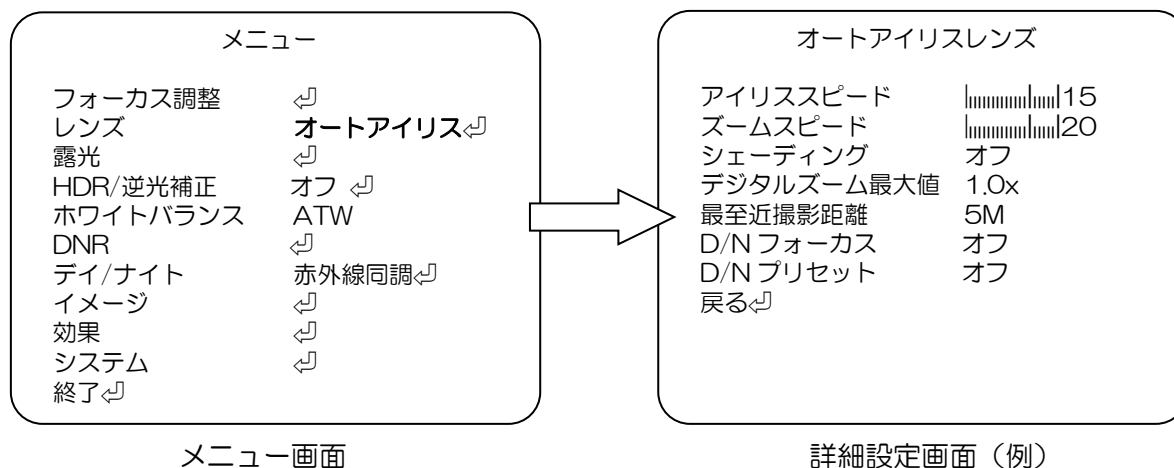 メニュー
フォーカス調整 ⏎
レンズ オートアイリス⏎
露光 ⏎
HDR/逆光補正 オフ ⏎
ホワイトバランス ATW
DNR ⏎
デイ/ナイト 赤外線同調⏎
イメージ ⏎
効果 ⏎
システム ⏎
終了⏎
メニュー画面
オートアイリスレンズ
アイリススピード 15
ズームスピード 20
シェーディング オフ
デジタルズーム最大値 1.0x
最至近撮影距離 5M
D/Nフォーカス オフ
D/Nプリセット オフ
戻る⏎
詳細設定画面（例）